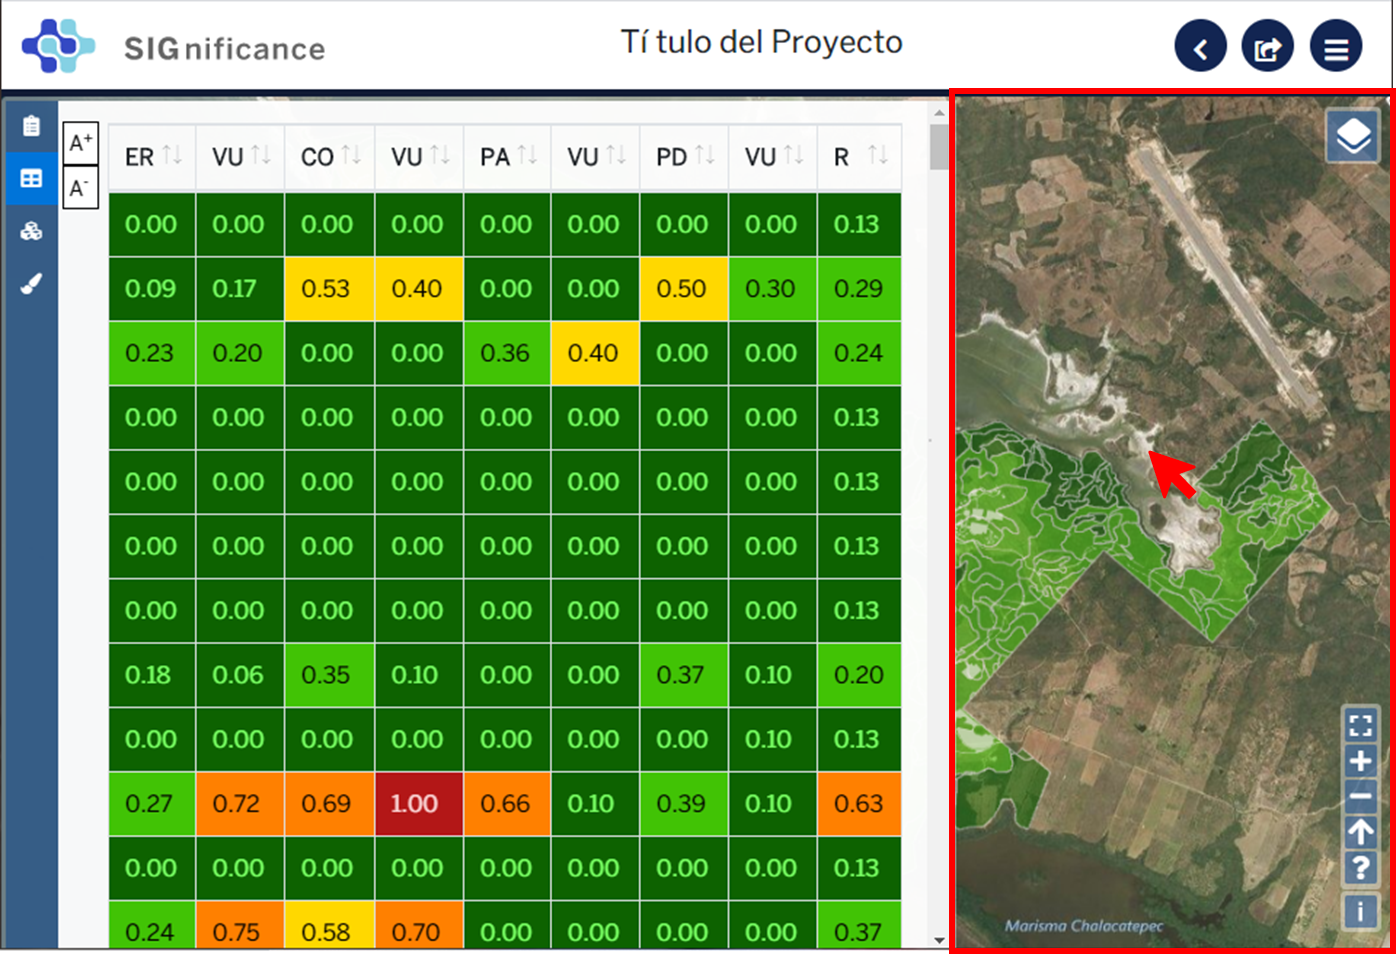 SIGnificance
Tí tulo del Proyecto
A+
A-
ER VU CO VU PA VU PD VU R
0.00 0.00 0.00 0.00 0.00 0.00 0.00 0.00 0.13
0.09 0.17 0.53 0.40 0.00 0.00 0.50 0.30 0.29
0.23 0.20 0.00 0.00 0.36 0.40 0.00 0.00 0.24
0.00 0.00 0.00 0.00 0.00 0.00 0.00 0.00 0.13
0.00 0.00 0.00 0.00 0.00 0.00 0.00 0.00 0.13
0.00 0.00 0.00 0.00 0.00 0.00 0.00 0.00 0.13
0.00 0.00 0.00 0.00 0.00 0.00 0.00 0.00 0.13
0.18 0.06 0.35 0.10 0.00 0.00 0.37 0.10 0.20
0.00 0.00 0.00 0.00 0.00 0.00 0.00 0.10 0.13
0.27 0.72 0.69 1.00 0.66 0.10 0.39 0.10 0.63
0.00 0.00 0.00 0.00 0.00 0.00 0.00 0.00 0.13
0.24 0.75 0.58 0.70 0.00 0.00 0.00 0.00 0.37
?
i
Marisma Chalacatepec